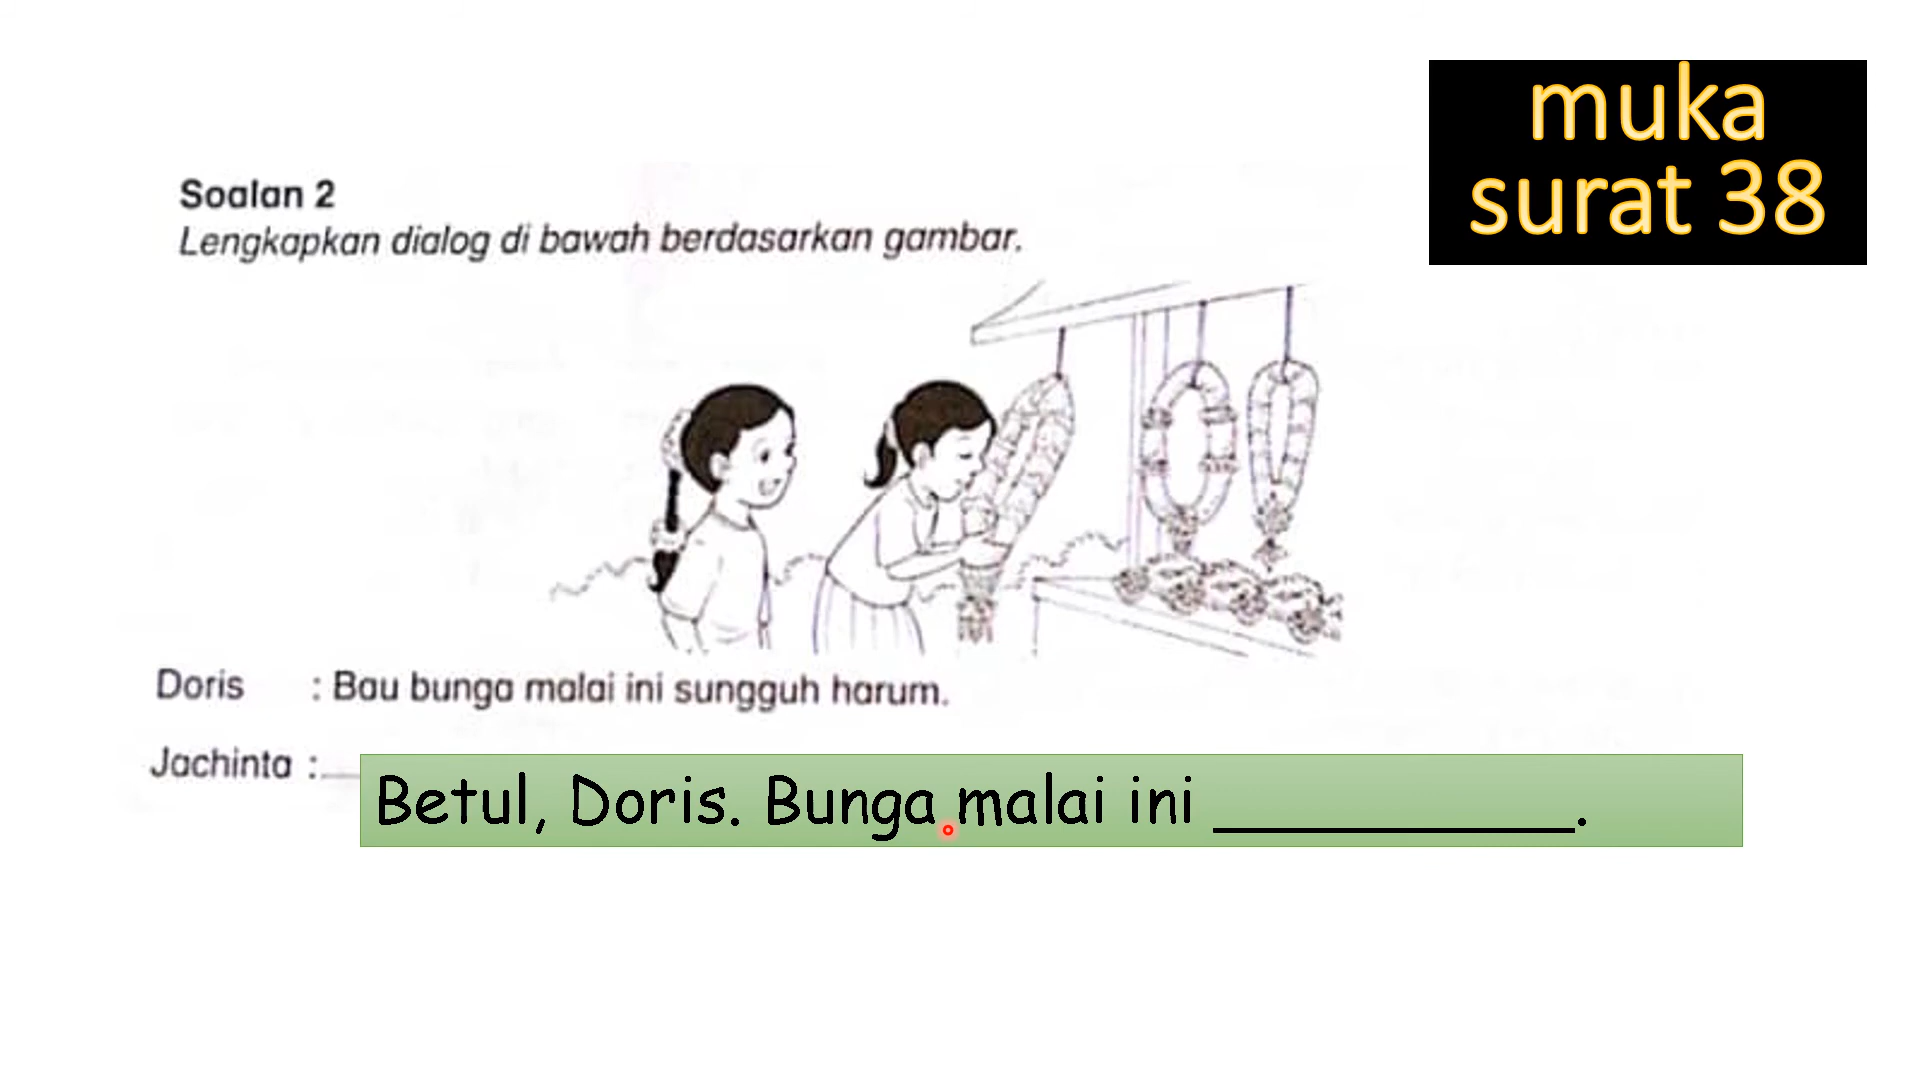 muka
surat 38
Soalan 2
Lengkapkan dialog di bawah berdasarkan gambar.
Doris : Bau bunga malai ini sungguh harum.
Jachinta :
Betul, Doris. Bunga malai ini __________.